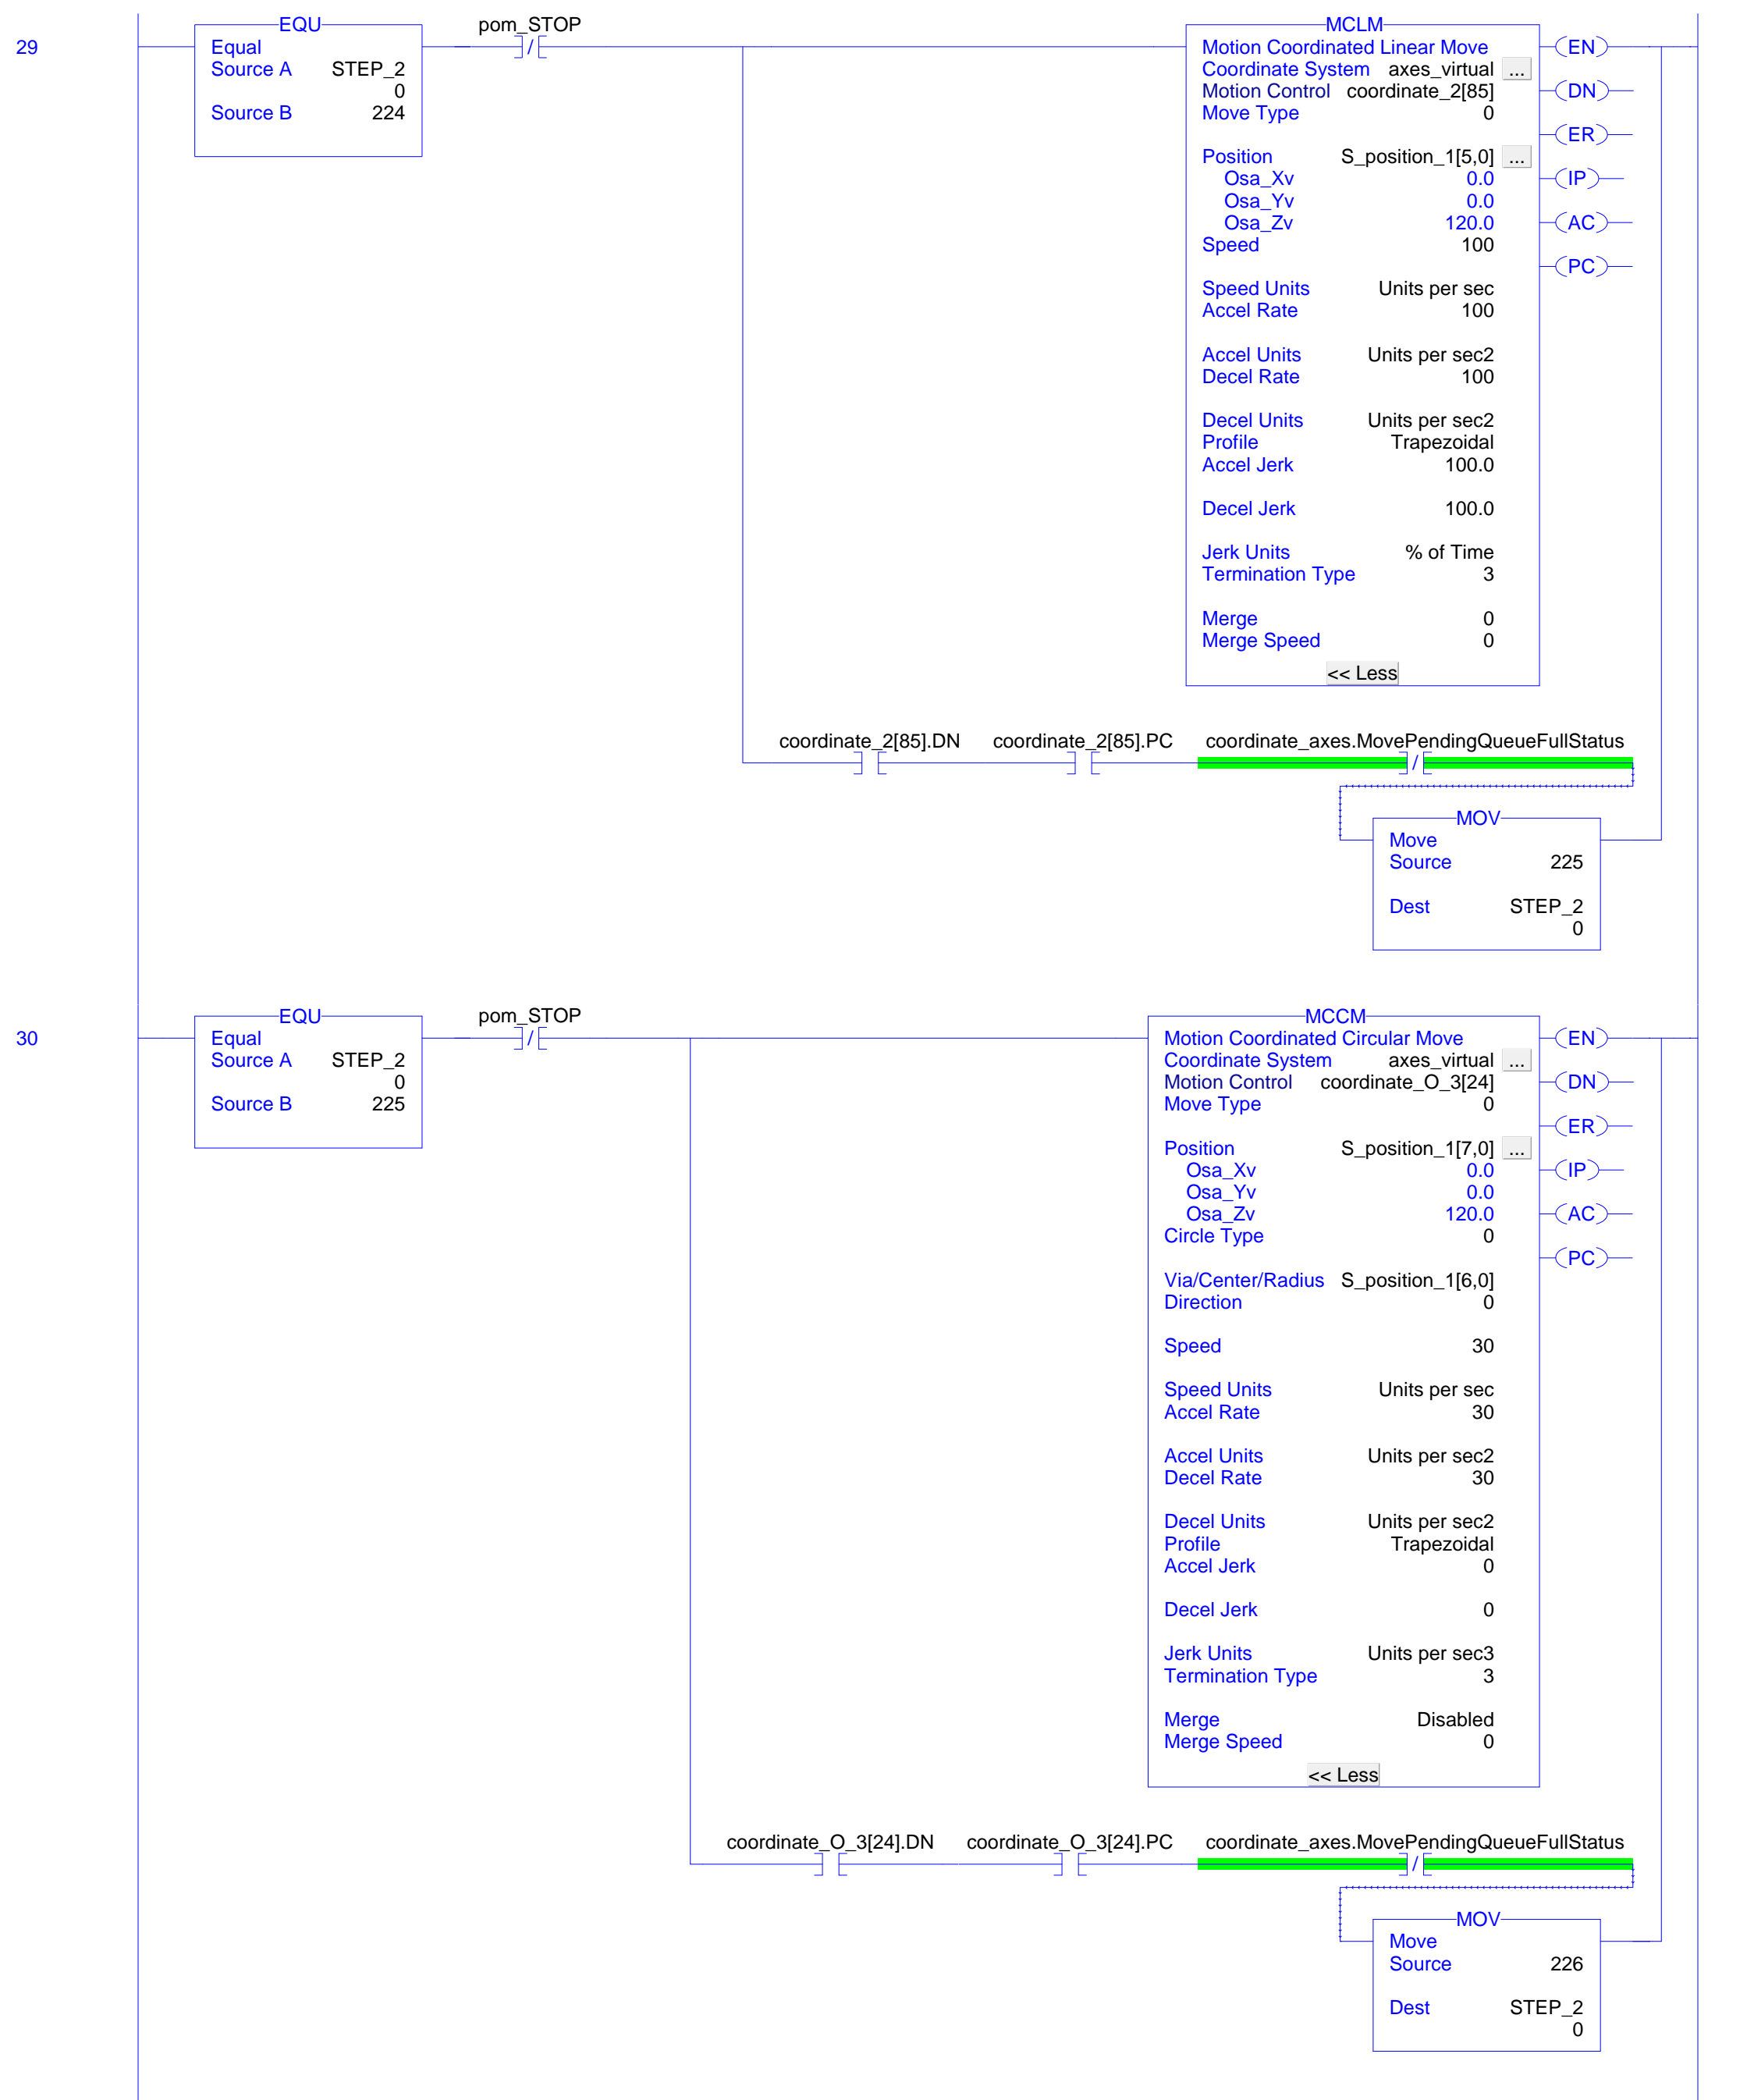 29
EQU
Equal
Source A STEP_2
0
Source B 224
pom_STOP
/
MCLM
Motion Coordinated Linear Move
Coordinate System axes_virtual ...
Motion Control coordinate_2[85]
Move Type 0
Position S_position_1[5,0] ...
Osa_Xv 0.0
Osa_Yv 0.0
Osa_Zv 120.0
Speed 100
Speed Units Units per sec
Accel Rate 100
Accel Units Units per sec2
Decel Rate 100
Decel Units Units per sec2
Profile Trapezoidal
Accel Jerk 100.0
Decel Jerk 100.0
Jerk Units % of Time
Termination Type 3
Merge 0
Merge Speed 0
<< Less
EN
DN
ER
IP
AC
PC
coordinate_2[85].DN coordinate_2[85].PC coordinate_axes.MovePendingQueueFullStatus
/
MOV
Move
Source 225
Dest STEP_2
0
30
EQU
Equal
Source A STEP_2
0
Source B 225
pom_STOP
/
MCCM
Motion Coordinated Circular Move
Coordinate System axes_virtual ...
Motion Control coordinate_O_3[24]
Move Type 0
Position S_position_1[7,0] ...
Osa_Xv 0.0
Osa_Yv 0.0
Osa_Zv 120.0
Circle Type 0
Via/Center/Radius S_position_1[6,0]
Direction 0
Speed 30
Speed Units Units per sec
Accel Rate 30
Accel Units Units per sec2
Decel Rate 30
Decel Units Units per sec2
Profile Trapezoidal
Accel Jerk 0
Decel Jerk 0
Jerk Units Units per sec3
Termination Type 3
Merge Disabled
Merge Speed 0
<< Less
EN
DN
ER
IP
AC
PC
coordinate_O_3[24].DN coordinate_O_3[24].PC coordinate_axes.MovePendingQueueFullStatus
/
MOV
Move
Source 226
Dest STEP_2
0